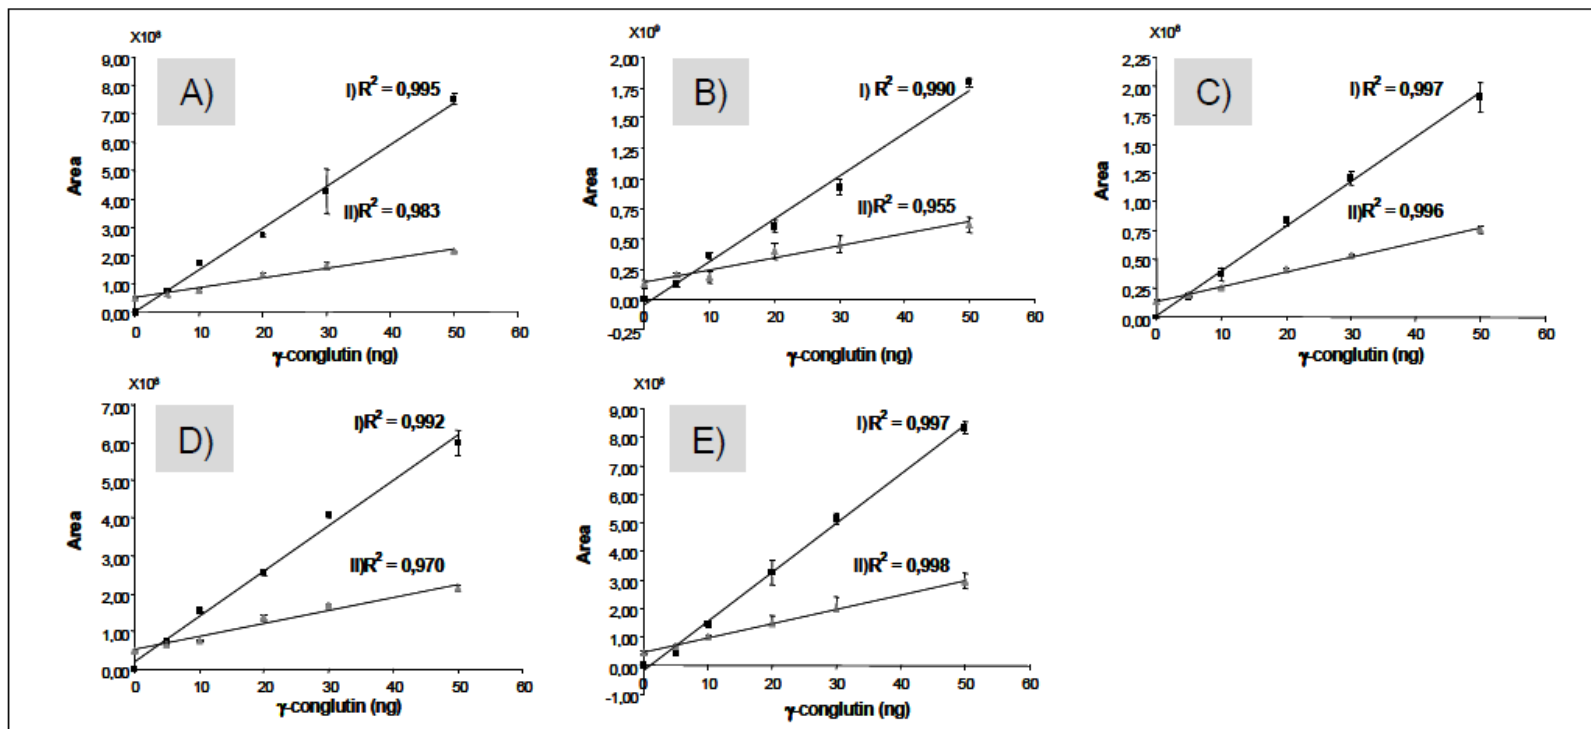 X10⁸
A)
9,00
8,00
7,00
6,00
5,00
4,00
3,00
2,00
1,00
0,00
Area
I)R² = 0,995
II)R² = 0,983
0 10 20 30 40 50 60
γ-conglutin (ng)
X10⁹
B)
2,00
1,75
1,50
1,25
1,00
0,75
0,50
0,25
0,00
-0,25
Area
I) R² = 0,990
II)R² = 0,955
0 10 20 30 40 50 60
γ-conglutin (ng)
X10⁸
C)
2,25
2,00
1,75
1,50
1,25
1,00
0,75
0,50
0,25
0,00
Area
I)R² = 0,997
II)R² = 0,996
0 10 20 30 40 50 60
γ-conglutin (ng)
X10⁸
D)
7,00
6,00
5,00
4,00
3,00
2,00
1,00
0,00
Area
I)R² = 0,992
II)R² = 0,970
0 10 20 30 40 50 60
γ-conglutin (ng)
X10⁸
E)
9,00
8,00
7,00
6,00
5,00
4,00
3,00
2,00
1,00
0,00
-1,00
Area
I)R² = 0,997
II)R² = 0,998
0 10 20 30 40 50 60
γ-conglutin (ng)